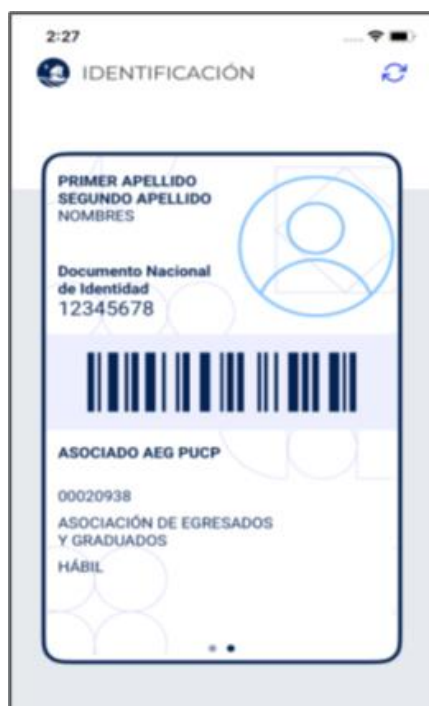 2:27
IDENTIFICACIÓN
PRIMER APELLIDO
SEGUNDO APELLIDO
NOMBRES
Documento Nacional
de Identidad
12345678
ASOCIADO AEG PUCP
00020938
ASOCIACIÓN DE EGRESADOS
Y GRADUADOS
HÁBIL